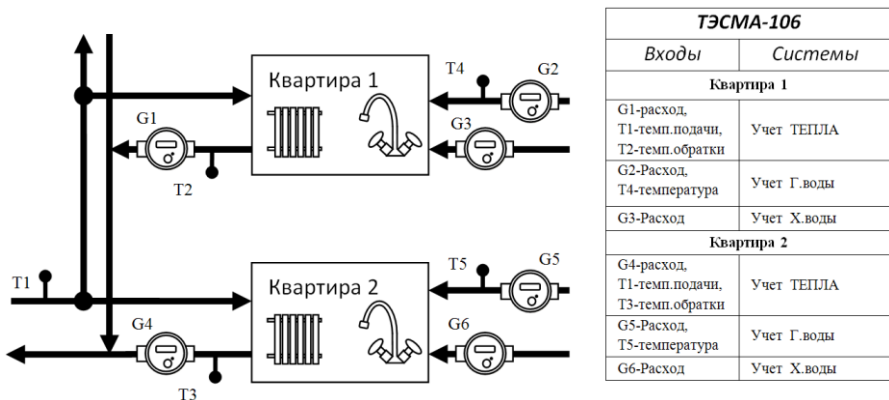 Квартира 1
T4
G2
G1
G3
T2
Квартира 2
T1
T5
G5
G4
G6
T3
ТЭСМА-106
Входы Системы
Квартира 1
G1-расход,
T1-темп.подачи,
T2-темп.обратки
Учет ТЕПЛА
G2-Расход,
T4-температура
Учет Г.воды
G3-Расход Учет Х.воды
Квартира 2
G4-расход,
T1-темп.подачи,
T3-темп.обратки
Учет ТЕПЛА
G5-Расход,
T5-температура
Учет Г.воды
G6-Расход Учет Х.воды